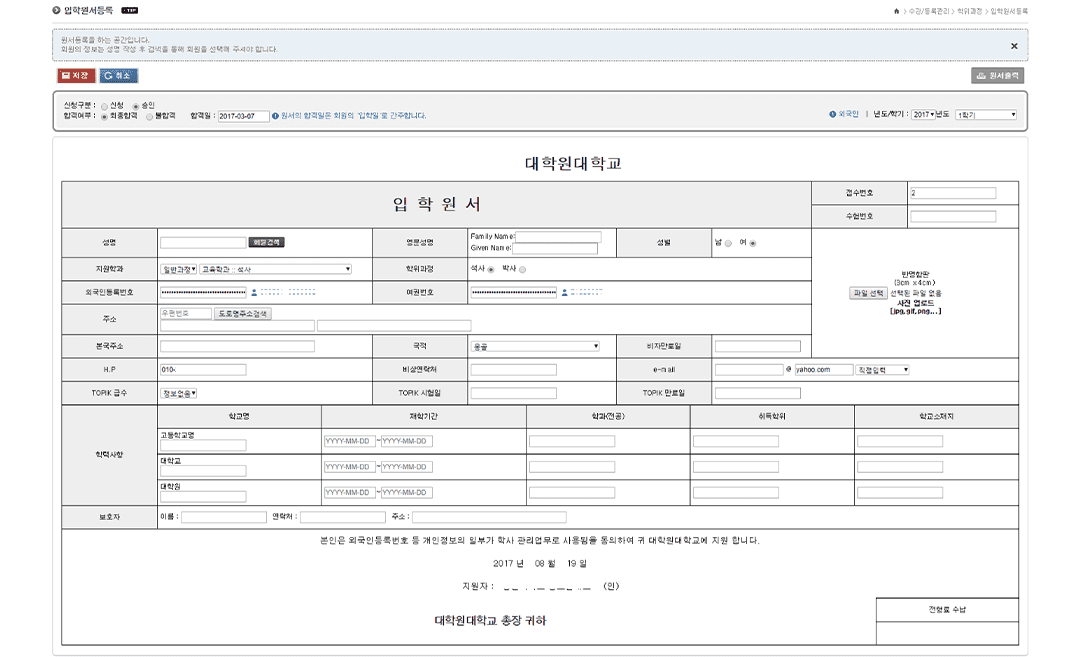 입학원서등록 TIP
> 수강/등록관리 > 학위과정 > 입학원서등록
원서등록을 하는 공간입니다.
회원의 정보는 성명 작성 후 검색을 통해 회원을 선택해 주셔야 합니다.
저장 취소 원서출력
신청구분 : 신청 승인
합격여부 : 최종합격 불합격 합격일 : 2017-03-07 원서의 합격일은 회원의 '입학일'로 간주합니다.
외국인 | 년도/학기 : 2017 년도 1학기
대학원대학교
입 학 원 서
접수번호 2
수험번호
성명 회원검색 영문성명 Family Name: 성별 남 여
Given Name:
지원학과 일반과정 교육학과 :: 석사 학위과정 석사 박사
외국인등록번호 여권번호
반명함판
(3cm x 4cm)
파일 선택 선택된 파일 없음
사진 업로드
[jpg,gif,png...]
주소 우편번호 도로명주소검색
본국주소 국적 몽골 비자만료일
H.P 010- 비상연락처 e-mail @ yahoo.com 직접입력
TOPIK 급수 정보없음 TOPIK 시험일 TOPIK 만료일
학력사항 학교명 재학기간 학과(전공) 취득학위 학교소재지
고등학교명 YYYY-MM-DD ~ YYYY-MM-DD
대학교 YYYY-MM-DD ~ YYYY-MM-DD
대학원 YYYY-MM-DD ~ YYYY-MM-DD
보호자 이름 : 연락처 : 주소 :
본인은 외국인등록번호 등 개인정보의 일부가 학사 관리업무로 사용됨을 동의하여 귀 대학원대학교에 지원 합니다.
2017 년 08 월 19 일
지원자 : (인)
대학원대학교 총장 귀하
전형료 수납